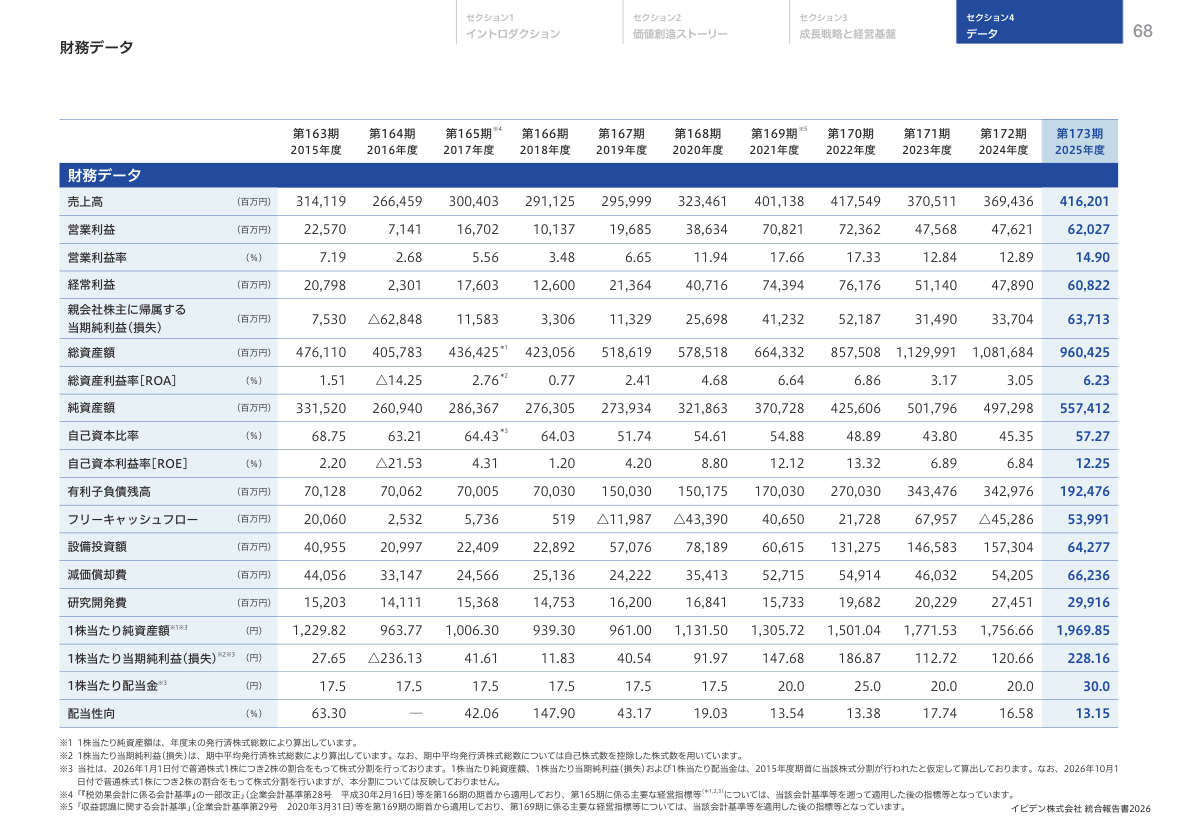 セクション1
イントロダクション
セクション2
価値創造ストーリー
セクション3
成長戦略と経営基盤
セクション4
データ
68
財務データ
第163期 第164期 第165期※4 第166期 第167期 第168期 第169期※5 第170期 第171期 第172期 第173期
2015年度 2016年度 2017年度 2018年度 2019年度 2020年度 2021年度 2022年度 2023年度 2024年度 2025年度
財務データ
売上高 (百万円) 314,119 266,459 300,403 291,125 295,999 323,461 401,138 417,549 370,511 369,436 416,201
営業利益 (百万円) 22,570 7,141 16,702 10,137 19,685 38,634 70,821 72,362 47,568 47,621 62,027
営業利益率 (%) 7.19 2.68 5.56 3.48 6.65 11.94 17.66 17.33 12.84 12.89 14.90
経常利益 (百万円) 20,798 2,301 17,603 12,600 21,364 40,716 74,394 76,176 51,140 47,890 60,822
親会社株主に帰属する
当期純利益(損失) (百万円) 7,530 △62,848 11,583 3,306 11,329 25,698 41,232 52,187 31,490 33,704 63,713
総資産額 (百万円) 476,110 405,783 436,425※1 423,056 518,619 578,518 664,332 857,508 1,129,991 1,081,684 960,425
総資産利益率[ROA] (%) 1.51 △14.25 2.76※2 0.77 2.41 4.68 6.64 6.86 3.17 3.05 6.23
純資産額 (百万円) 331,520 260,940 286,367 276,305 273,934 321,863 370,728 425,606 501,796 497,298 557,412
自己資本比率 (%) 68.75 63.21 64.43※3 64.03 51.74 54.61 54.88 48.89 43.80 45.35 57.27
自己資本利益率[ROE] (%) 2.20 △21.53 4.31 1.20 4.20 8.80 12.12 13.32 6.89 6.84 12.25
有利子負債残高 (百万円) 70,128 70,062 70,005 70,030 150,030 150,175 170,030 270,030 343,476 342,976 192,476
フリーキャッシュフロー (百万円) 20,060 2,532 5,736 519 △11,987 △43,390 40,650 21,728 67,957 △45,286 53,991
設備投資額 (百万円) 40,955 20,997 22,409 22,892 57,076 78,189 60,615 131,275 146,583 157,304 64,277
減価償却費 (百万円) 44,056 33,147 24,566 25,136 24,222 35,413 52,715 54,914 46,032 54,205 66,236
研究開発費 (百万円) 15,203 14,111 15,368 14,753 16,200 16,841 15,733 19,682 20,229 27,451 29,916
1株当たり純資産額※1※3 (円) 1,229.82 963.77 1,006.30 939.30 961.00 1,131.50 1,305.72 1,501.04 1,771.53 1,756.66 1,969.85
1株当たり当期純利益(損失)※2※3 (円) 27.65 △236.13 41.61 11.83 40.54 91.97 147.68 186.87 112.72 120.66 228.16
1株当たり配当金※3 (円) 17.5 17.5 17.5 17.5 17.5 17.5 20.0 25.0 20.0 20.0 30.0
配当性向 (%) 63.30 — 42.06 147.90 43.17 19.03 13.54 13.38 17.74 16.58 13.15
※1 1株当たり純資産額は、年度末の発行済株式総数により算出しています。
※2 1株当たり当期純利益(損失)は、期中平均発行済株式総数により算出しています。なお、期中平均発行済株式総数については自己株式数を控除した株式数を用いています。
※3 当社は、2026年1月1日付で普通株式1株につき2株の割合をもって株式分割を行っております。1株当たり純資産額、1株当たり当期純利益(損失)および1株当たり配当金は、2015年度期首に当該株式分割が行われたと仮定して算出しております。なお、2026年10月1
日付で普通株式1株につき2株の割合をもって株式分割を行いますが、本分割については反映しておりません。
※4 「『税効果会計に係る会計基準』の一部改正」(企業会計基準第28号 平成30年2月16日)等を第166期の期首から適用しており、第165期に係る主要な経営指標等(※1,2,3)については、当該会計基準等を遡って適用した後の指標等となっています。
※5 「収益認識に関する会計基準」(企業会計基準第29号 2020年3月31日)等を第169期の期首から適用しており、第169期に係る主要な経営指標等については、当該会計基準等を適用した後の指標等となっています。
イビデン株式会社 統合報告書2026